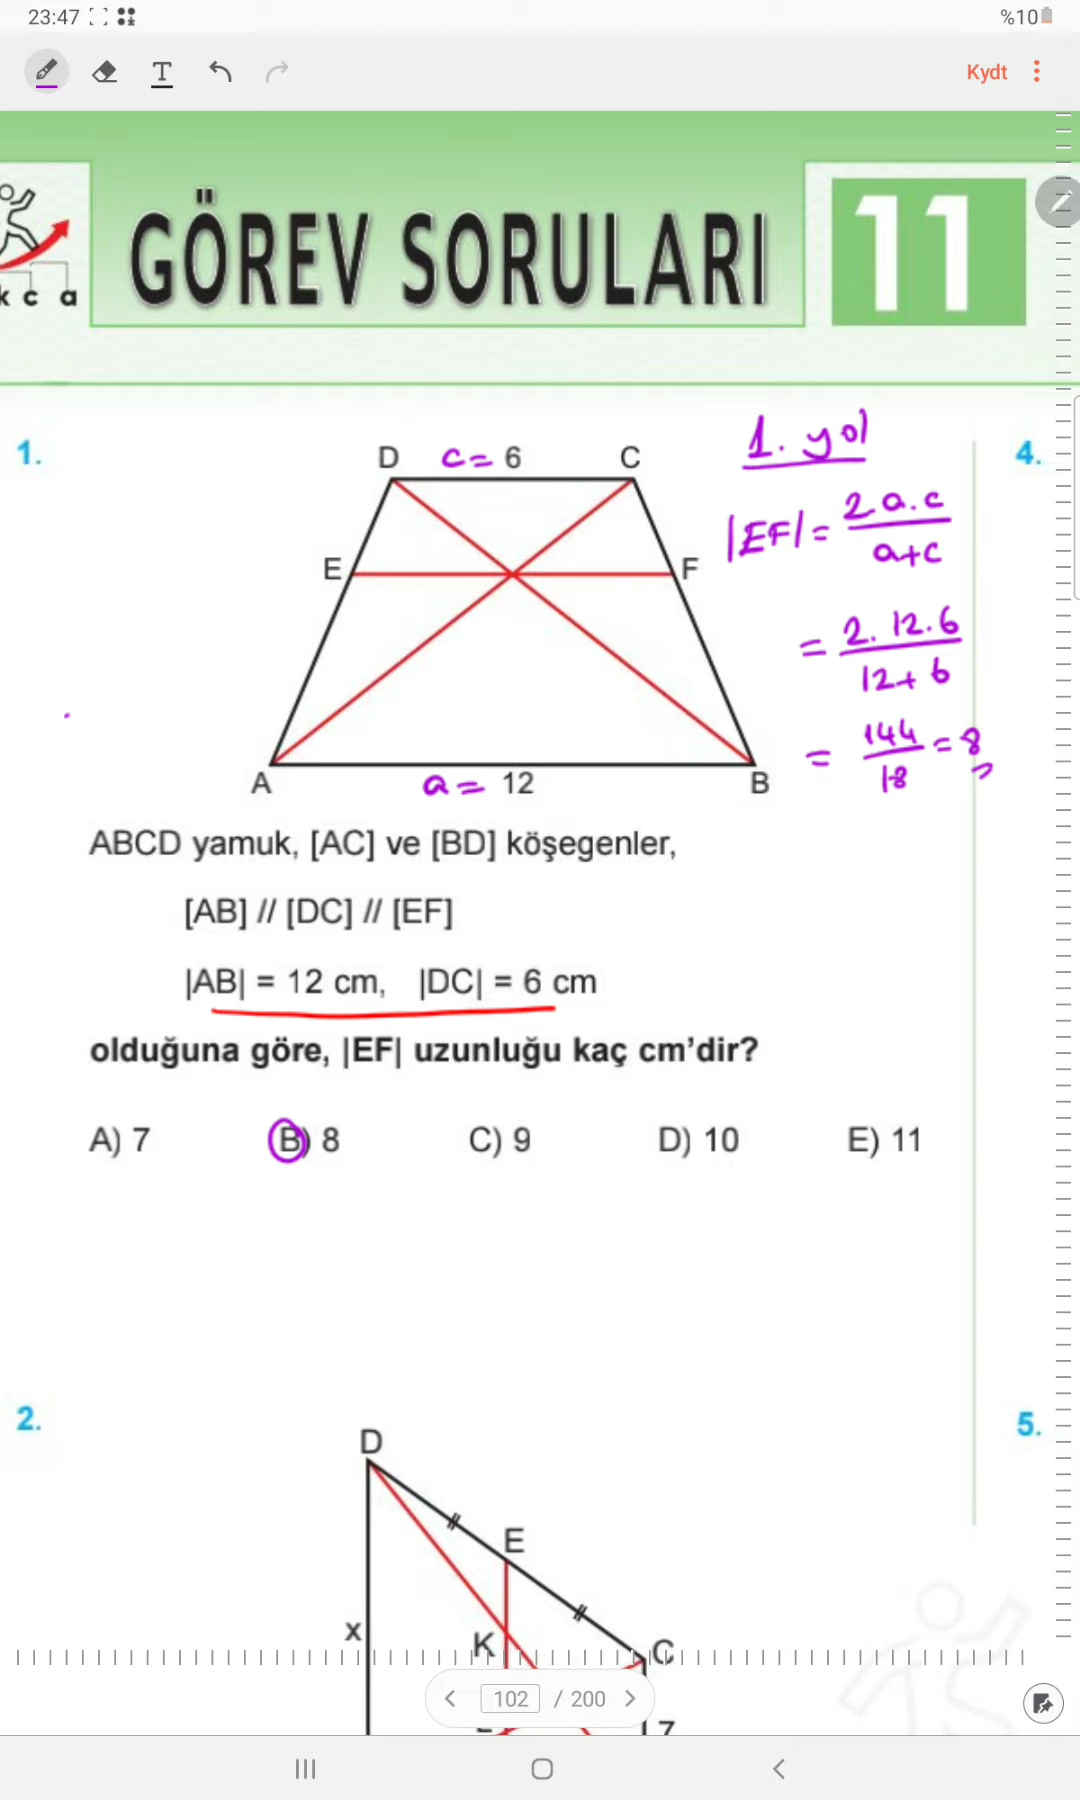 23:47
%10
T
Kydt
GÖREV SORULARI
11
k c a
1.
D c = 6 C
1. yol
4.
|EF| = 2a.c / a+c
E F
= 2.12.6 / 12+6
= 144 / 18 = 8
A a = 12 B
ABCD yamuk, [AC] ve [BD] köşegenler,
[AB] // [DC] // [EF]
|AB| = 12 cm, |DC| = 6 cm
olduğuna göre, |EF| uzunluğu kaç cm'dir?
A) 7 B) 8 C) 9 D) 10 E) 11
2.
5.
D
E
x
K
C
102 / 200
7